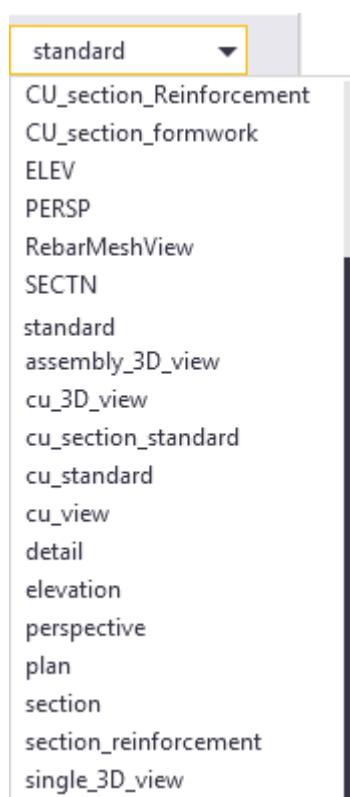 standard
CU_section_Reinforcement
CU_section_formwork
ELEV
PERSP
RebarMeshView
SECTN
standard
assembly_3D_view
cu_3D_view
cu_section_standard
cu_standard
cu_view
detail
elevation
perspective
plan
section
section_reinforcement
single_3D_view